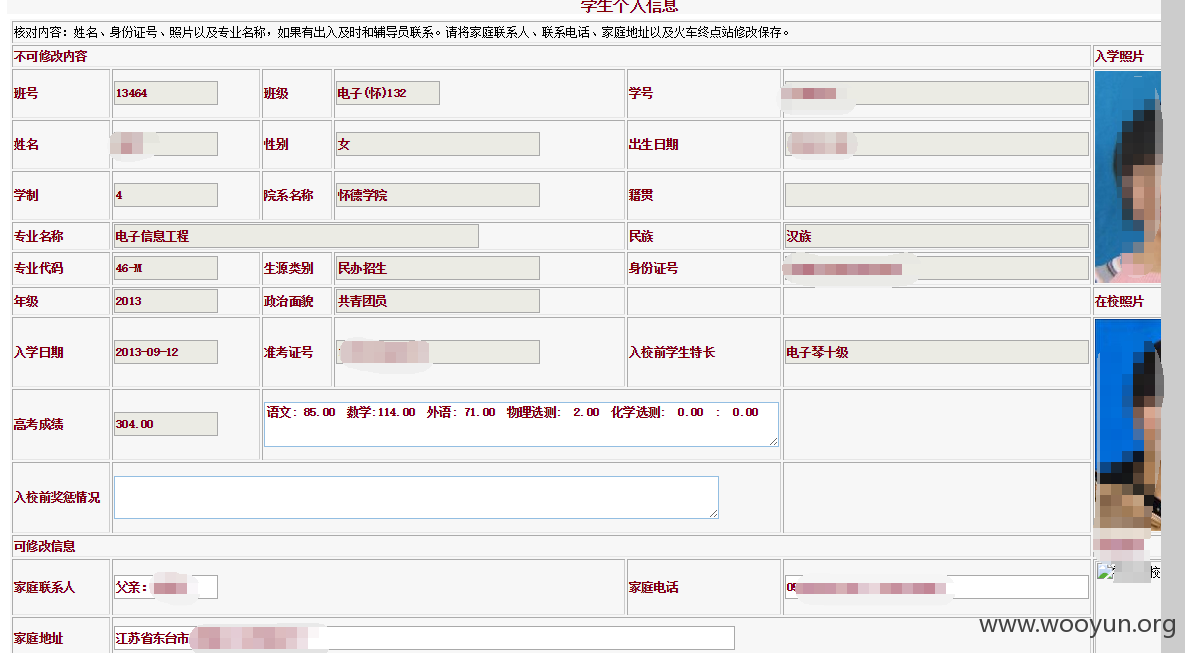 学生个人信息
核对内容：姓名、身份证号、照片以及专业名称，如果有出入及时和辅导员联系。请将家庭联系人、联系电话、家庭地址以及火车终点站修改保存。
不可修改内容 入学照片
班号 13464 班级 电子(怀)132 学号
姓名 性别 女 出生日期
学制 4 院系名称 怀德学院 籍贯
专业名称 电子信息工程 民族 汉族
专业代码 46-M 生源类别 民办招生 身份证号
年级 2013 政治面貌 共青团员 在校照片
入学日期 2013-09-12 准考证号 入校前学生特长 电子琴十级
高考成绩 304.00 语文: 85.00 数学:114.00 外语: 71.00 物理选测: 2.00 化学选测: 0.00 : 0.00
入校前奖惩情况
可修改信息
家庭联系人 父亲: 家庭电话 05 校
家庭地址 江苏省东台市
www.wooyun.org